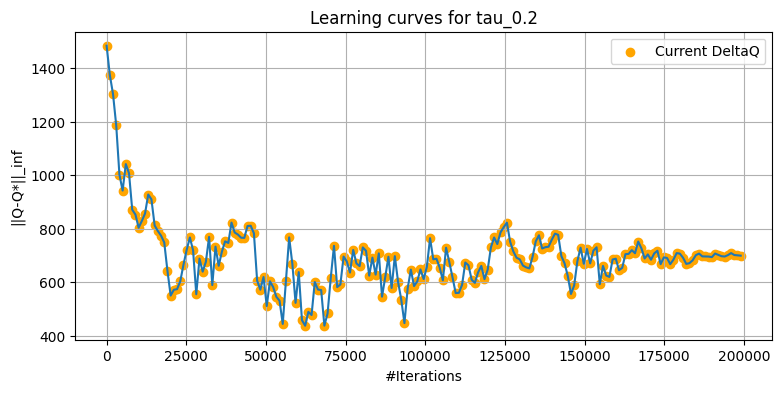 Learning curves for tau_0.2
Current DeltaQ
||Q-Q*||_inf
1400
1200
1000
800
600
400
0 25000 50000 75000 100000 125000 150000 175000 200000
#Iterations